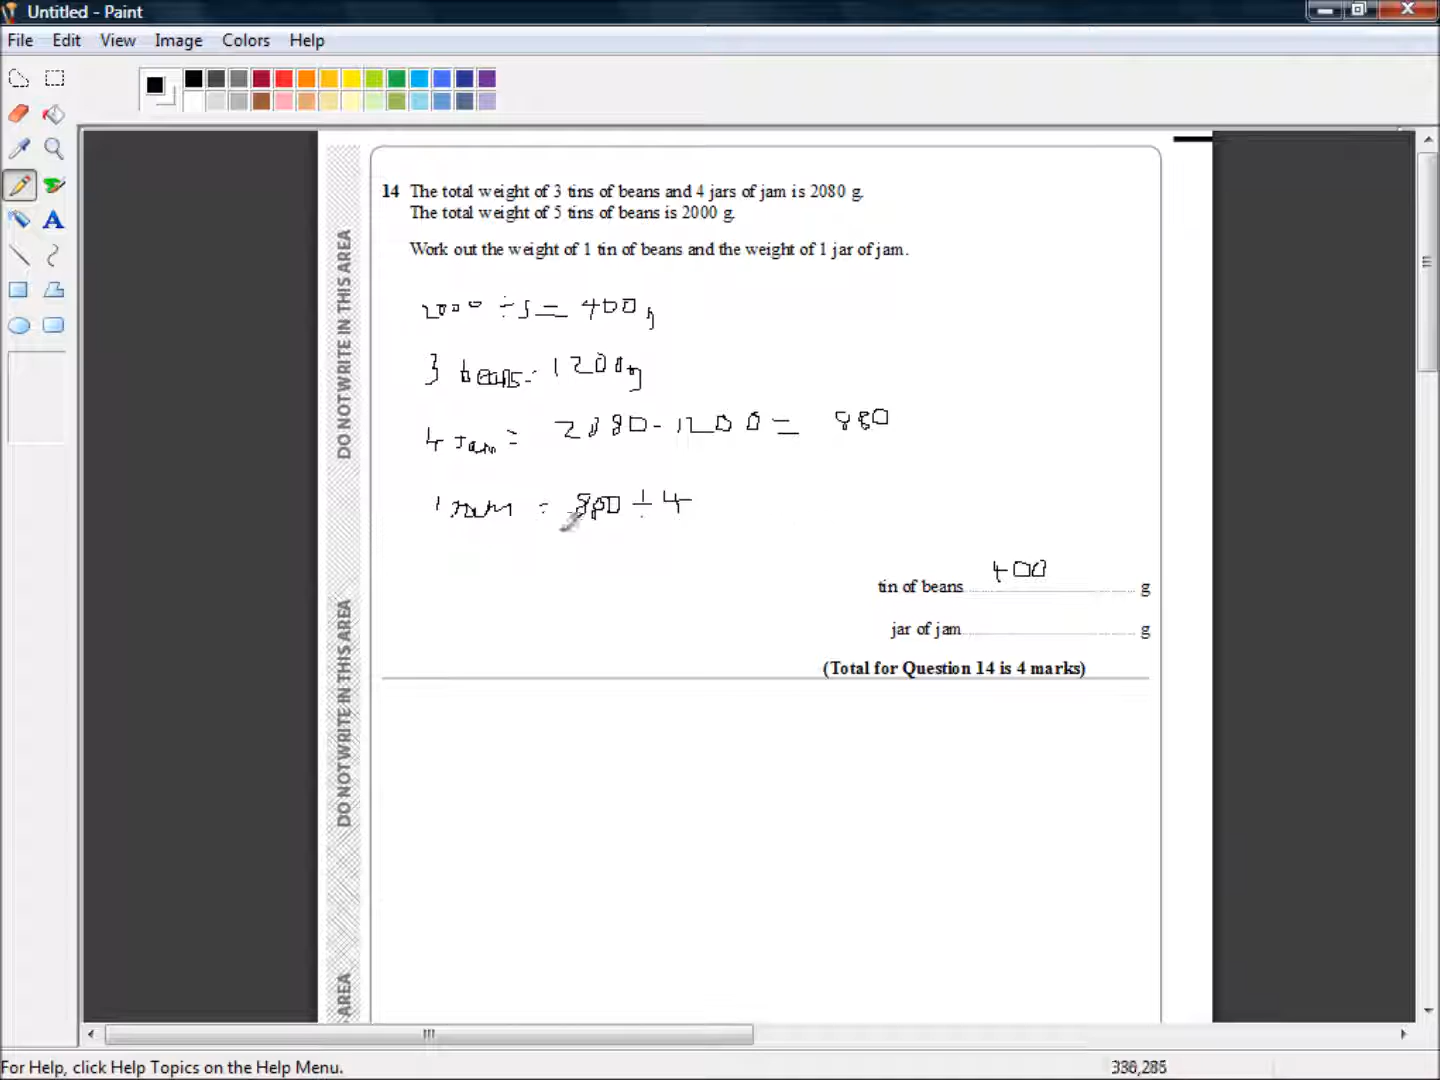 Untitled - Paint
File Edit View Image Colors Help
14 The total weight of 3 tins of beans and 4 jars of jam is 2080 g.
The total weight of 5 tins of beans is 2000 g.
Work out the weight of 1 tin of beans and the weight of 1 jar of jam.
2000 ÷ 5 = 400g
3 beans = 1200g
4 Jam = 2080 - 1200 = 880
1 Jam = 880 ÷ 4
400
tin of beans g
jar of jam g
(Total for Question 14 is 4 marks)
DO NOT WRITE IN THIS AREA
DO NOT WRITE IN THIS AREA
AREA
For Help, click Help Topics on the Help Menu.
336,285